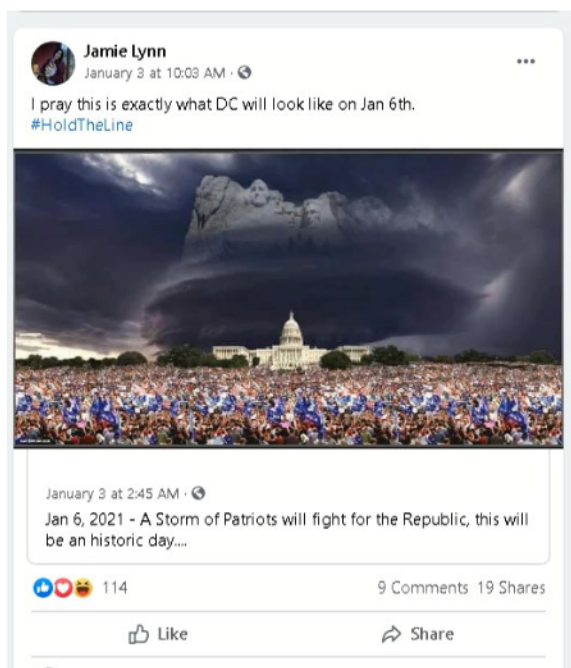 Jamie Lynn
January 3 at 10:03 AM ·
I pray this is exactly what DC will look like on Jan 6th.
#HoldTheLine
January 3 at 2:45 AM ·
Jan 6, 2021 - A Storm of Patriots will fight for the Republic, this will
be an historic day....
114
9 Comments 19 Shares
Like
Share